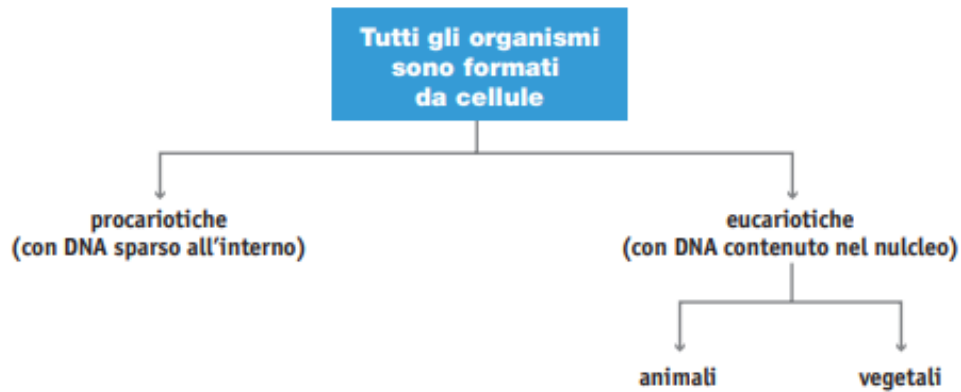 Tutti gli organismi
sono formati
da cellule
procariotiche
(con DNA sparso all'interno)
eucariotiche
(con DNA contenuto nel nulcleo)
animali
vegetali